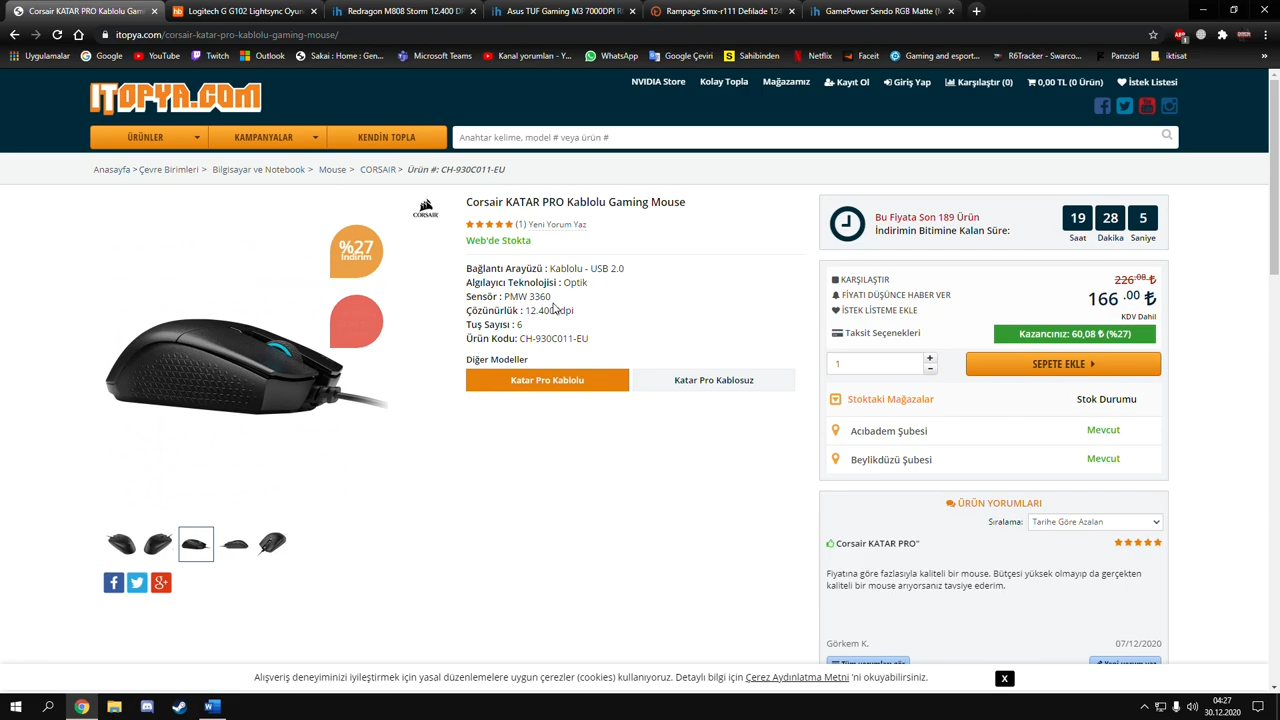 Corsair KATAR PRO Kablolu Gami
Logitech G G102 Lightsync Oyun
Redragon M808 Storm 12.400 DP
Asus TUF Gaming M3 7000DPI RG
Rampage Smx-r111 Defilade 124
GamePower Sendo RGB Matte (M
itopya.com/corsair-katar-pro-kablolu-gaming-mouse/
Uygulamalar
Google
YouTube
Twitch
Outlook
Sakai : Home : Gen...
Microsoft Teams
Kanal yorumları - Y...
WhatsApp
Google Çeviri
Sahibinden
Netflix
Faceit
Gaming and esport...
R6Tracker - Swarco...
Panzoid
iktisat
»
NVIDIA Store
Kolay Topla
Mağazamız
Kayıt Ol
Giriş Yap
Karşılaştır (0)
0,00 TL (0 Ürün)
İstek Listesi
ITOPYA.COM
ÜRÜNLER
KAMPANYALAR
KENDİN TOPLA
Anahtar kelime, model # veya ürün #
Anasayfa > Çevre Birimleri > Bilgisayar ve Notebook > Mouse > CORSAIR > Ürün #: CH-930C011-EU
CORSAIR
Corsair KATAR PRO Kablolu Gaming Mouse
(1) Yeni Yorum Yaz
Web'de Stokta
%27
İndirim
Bağlantı Arayüzü : Kablolu - USB 2.0
Algılayıcı Teknolojisi : Optik
Sensör : PMW 3360
Çözünürlük : 12.400 dpi
Tuş Sayısı : 6
Ürün Kodu: CH-930C011-EU
Diğer Modeller
Katar Pro Kablolu
Katar Pro Kablosuz
Bu Fiyata Son 189 Ürün
İndirimin Bitimine Kalan Süre:
19 28 5
Saat Dakika Saniye
KARŞILAŞTIR
FİYATI DÜŞÜNCE HABER VER
İSTEK LİSTEME EKLE
Taksit Seçenekleri
226,08 ₺
166 .00 ₺
KDV Dahil
Kazancınız: 60,08 ₺ (%27)
1
+
-
SEPETE EKLE
Stoktaki Mağazalar
Stok Durumu
Acıbadem Şubesi
Mevcut
Beylikdüzü Şubesi
Mevcut
ÜRÜN YORUMLARI
Sıralama:
Tarihe Göre Azalan
Corsair KATAR PRO"
Fiyatına göre fazlasıyla kaliteli bir mouse. Bütçesi yüksek olmayıp da gerçekten
kaliteli bir mouse arıyorsanız tavsiye ederim.
Görkem K.
07/12/2020
Tüm yorumları gör
Yeni yorum yaz
Alışveriş deneyiminizi iyileştirmek için yasal düzenlemelere uygun çerezler (cookies) kullanıyoruz. Detaylı bilgi için Çerez Aydınlatma Metni 'ni okuyabilirsiniz.
X
04:27
30.12.2020